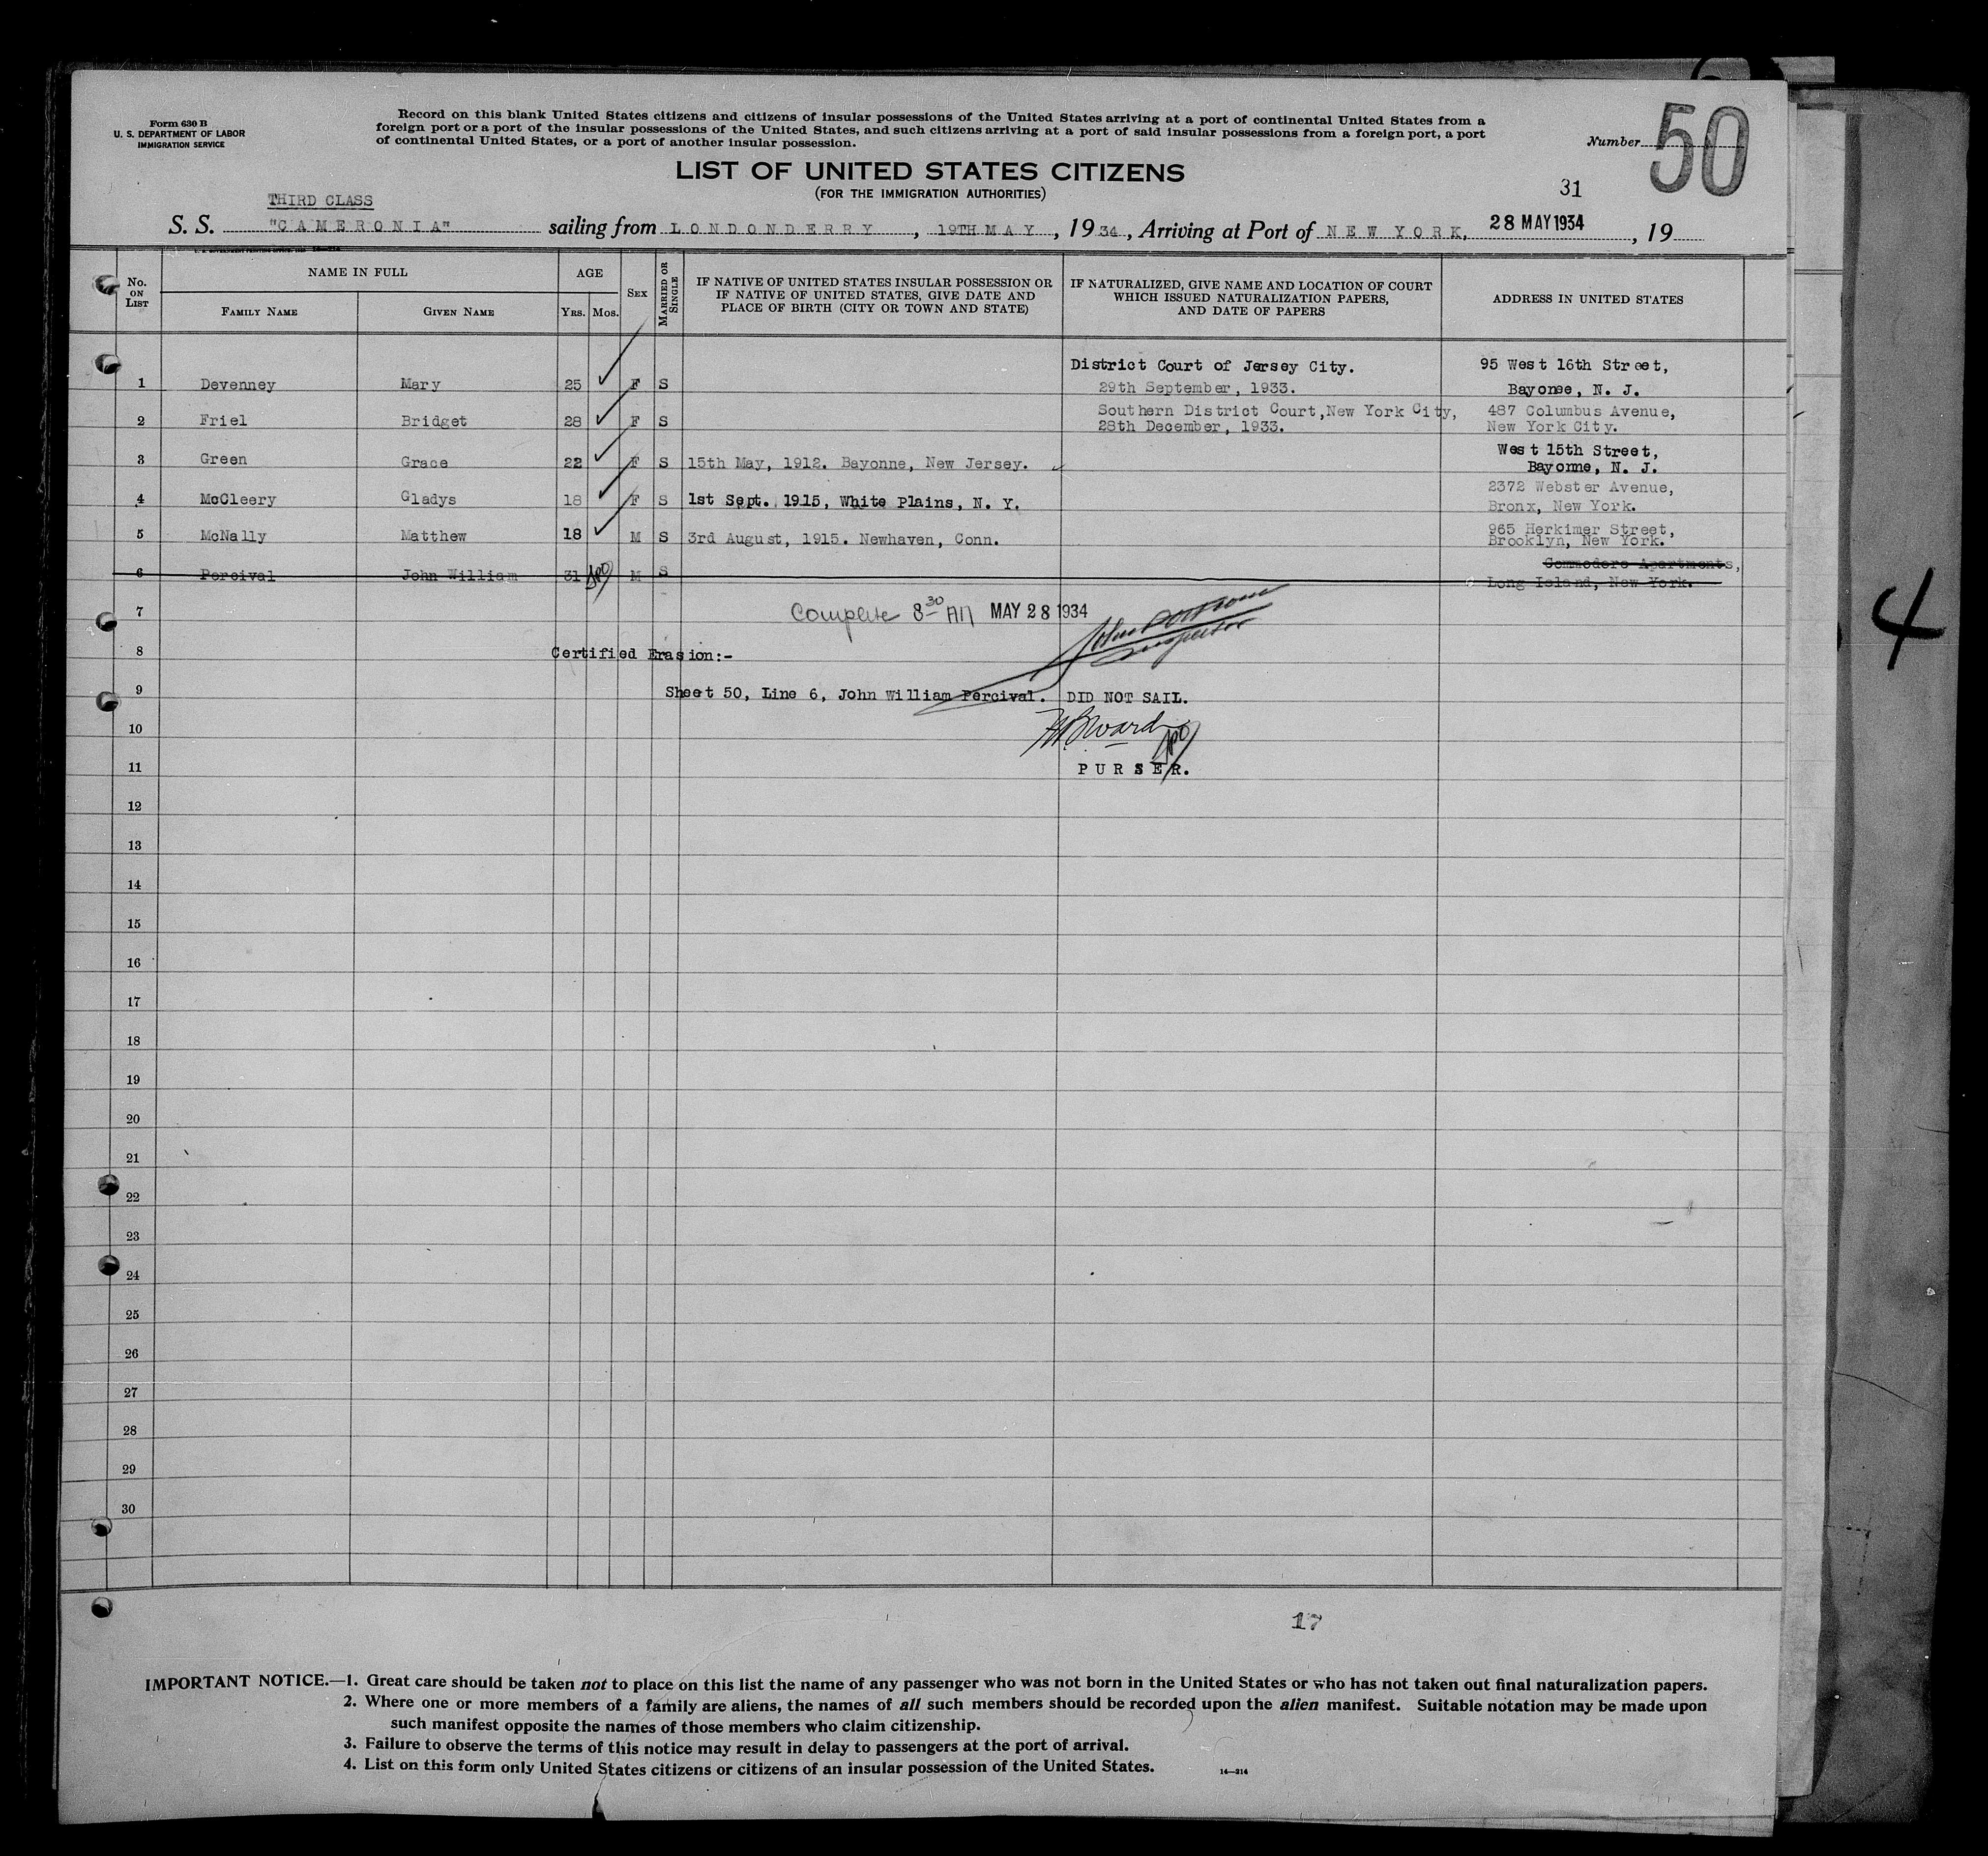 Form 630 B
U. S. DEPARTMENT OF LABOR
IMMIGRATION SERVICE
Record on this blank United States citizens and citizens of insular possessions of the United States arriving at a port of continental United States from a
foreign port or a port of the insular possessions of the United States, and such citizens arriving at a port of said insular possessions from a foreign port, a port
of continental United States, or a port of another insular possession.
Number 50
LIST OF UNITED STATES CITIZENS
(FOR THE IMMIGRATION AUTHORITIES)
31
THIRD CLASS
S. S. "CAMERONIA" sailing from LONDONDERRY, 19TH MAY, 1934, Arriving at Port of NEW YORK, 28 MAY 1934, 19
No. ON LIST
NAME IN FULL
FAMILY NAME GIVEN NAME
AGE
YRS. MOS.
SEX
MARRIED OR SINGLE
IF NATIVE OF UNITED STATES INSULAR POSSESSION OR
IF NATIVE OF UNITED STATES, GIVE DATE AND
PLACE OF BIRTH (CITY OR TOWN AND STATE)
IF NATURALIZED, GIVE NAME AND LOCATION OF COURT
WHICH ISSUED NATURALIZATION PAPERS,
AND DATE OF PAPERS
ADDRESS IN UNITED STATES
District Court of Jersey City. 95 West 16th Street,
1 Devenney Mary 25 F S 29th September, 1933. Bayonee, N. J.
Southern District Court, New York City, 487 Columbus Avenue,
2 Friel Bridget 28 F S 28th December, 1933. New York City.
West 15th Street,
3 Green Grace 22 F S 15th May, 1912. Bayonne, New Jersey. Bayonne, N. J.
2372 Webster Avenue,
4 McCleery Gladys 18 F S 1st Sept. 1915, White Plains, N. Y. Bronx, New York.
965 Herkimer Street,
5 McNally Matthew 18 M S 3rd August, 1915. Newhaven, Conn. Brooklyn, New York.
Commodore Apartments,
6 Percival John William 31 M S Long Island, New York.
7 Complete 8 30 AM MAY 28 1934
Inspector
8 Certified Erasion:-
9 Sheet 50, Line 6, John William Percival. DID NOT SAIL.
10
11 PURSER.
12
13
14
15
16
17
18
19
20
21
22
23
24
25
26
27
28
29
30
17
IMPORTANT NOTICE.—1. Great care should be taken not to place on this list the name of any passenger who was not born in the United States or who has not taken out final naturalization papers.
2. Where one or more members of a family are aliens, the names of all such members should be recorded upon the alien manifest. Suitable notation may be made upon
such manifest opposite the names of those members who claim citizenship.
3. Failure to observe the terms of this notice may result in delay to passengers at the port of arrival.
4. List on this form only United States citizens or citizens of an insular possession of the United States.
14—214
4